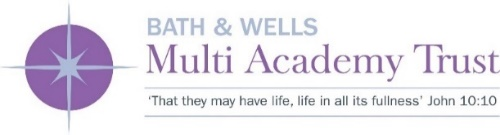 BATH & WELLS
Multi Academy Trust
'That they may have life, life in all its fullness' John 10:10